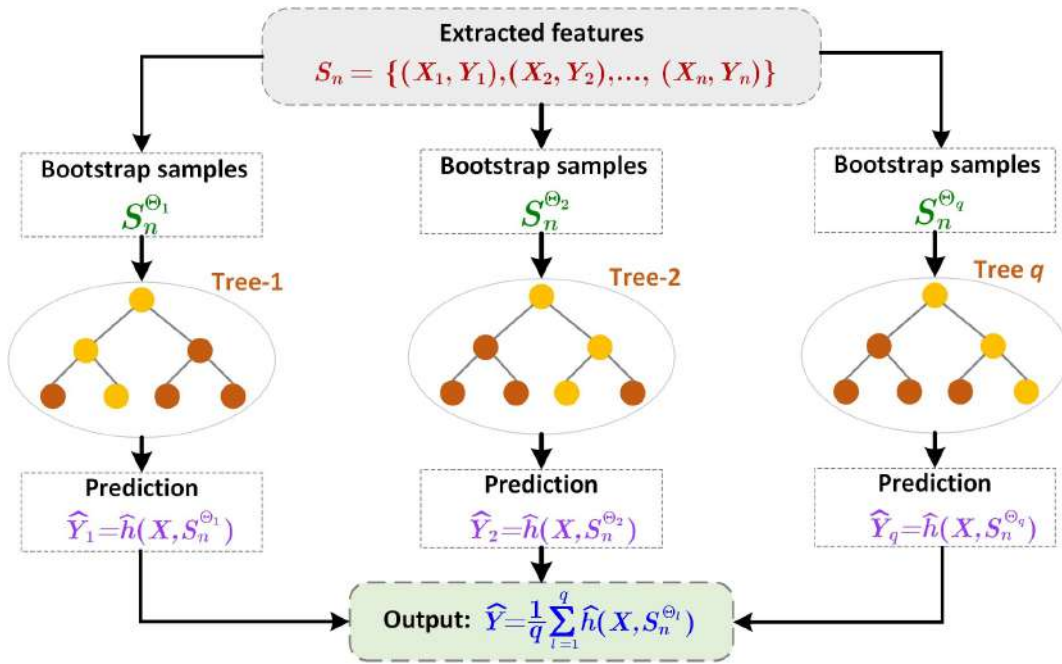 Extracted features
Sₙ = {(X₁, Y₁),(X₂, Y₂),..., (Xₙ, Yₙ)}
Bootstrap samples
Sₙ^Θ₁
Bootstrap samples
Sₙ^Θ₂
Bootstrap samples
Sₙ^Θq
Tree-1
Tree-2
Tree q
Prediction
Ŷ₁=ĥ(X,Sₙ^Θ₁)
Prediction
Ŷ₂=ĥ(X,Sₙ^Θ₂)
Prediction
Ŷq=ĥ(X,Sₙ^Θq)
Output: Ŷ=1/q ∑_{l=1}^{q} ĥ(X,Sₙ^Θl)